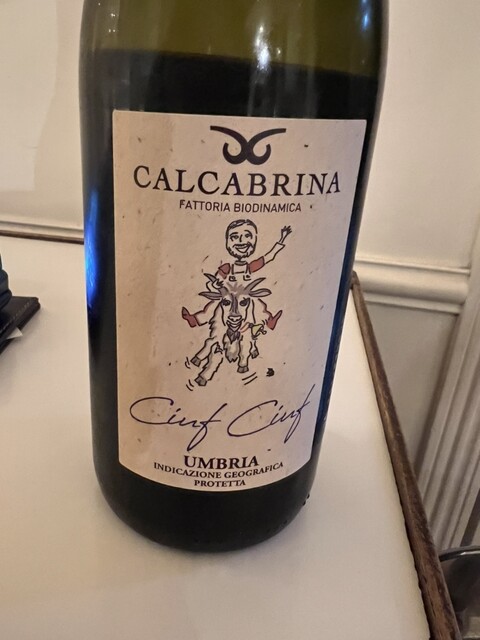 CALCABRINA
FATTORIA BIODINAMICA
Ciuf Ciuf
UMBRIA
INDICAZIONE GEOGRAFICA
PROTETTA